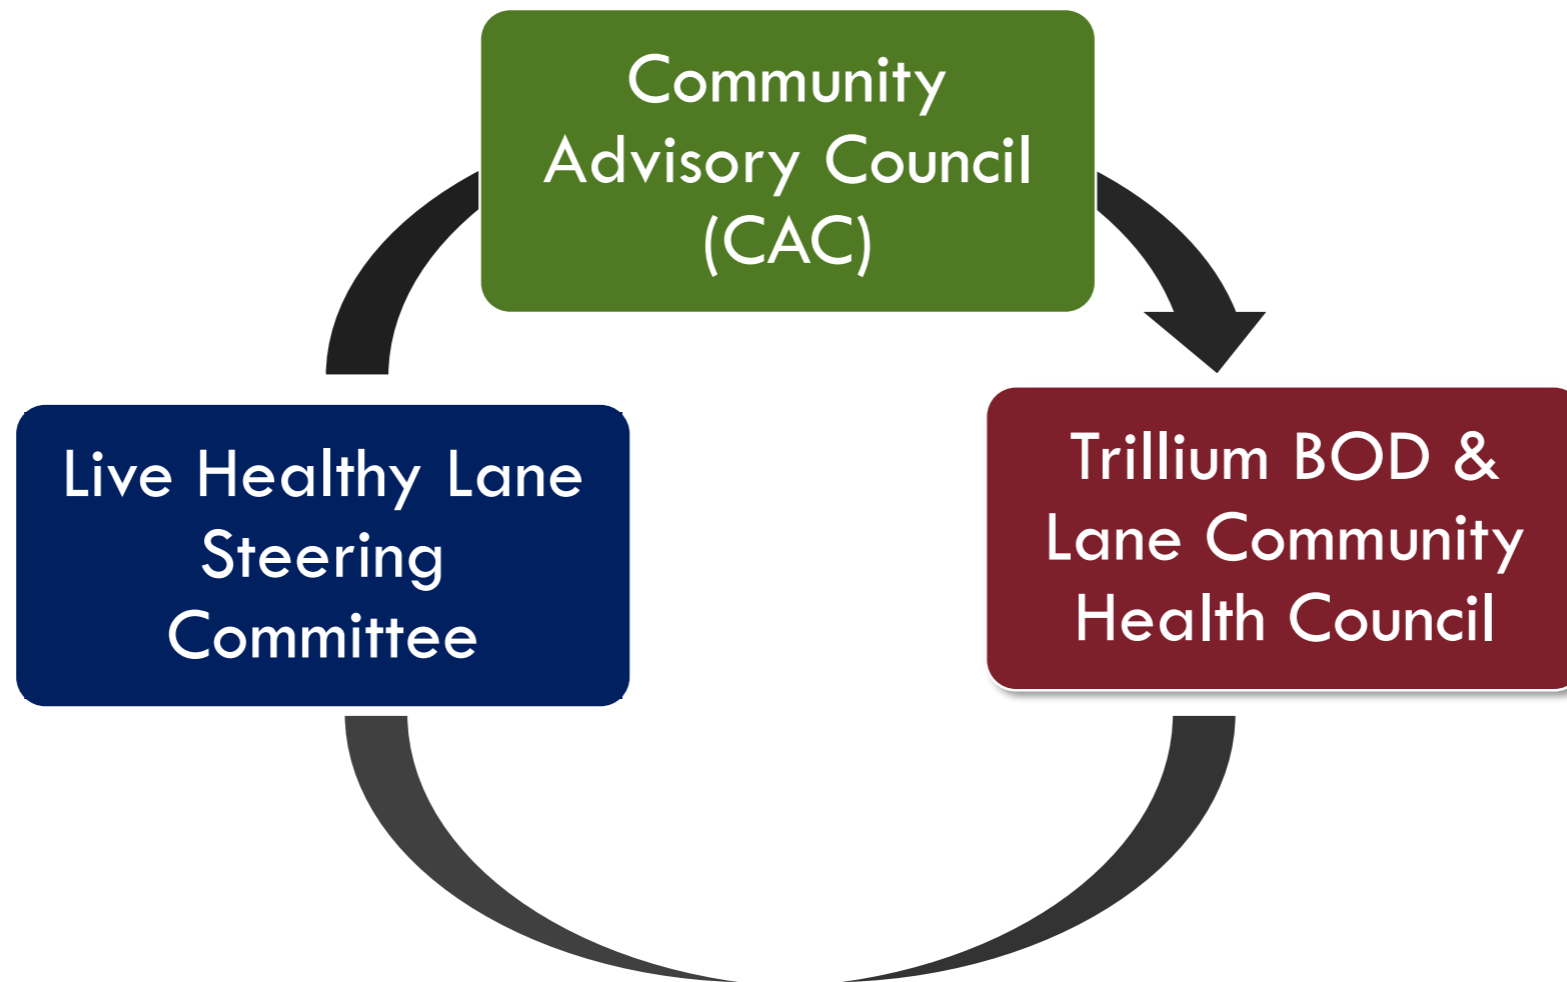 Community
Advisory Council
(CAC)
Live Healthy Lane
Steering
Committee
Trillium BOD &
Lane Community
Health Council